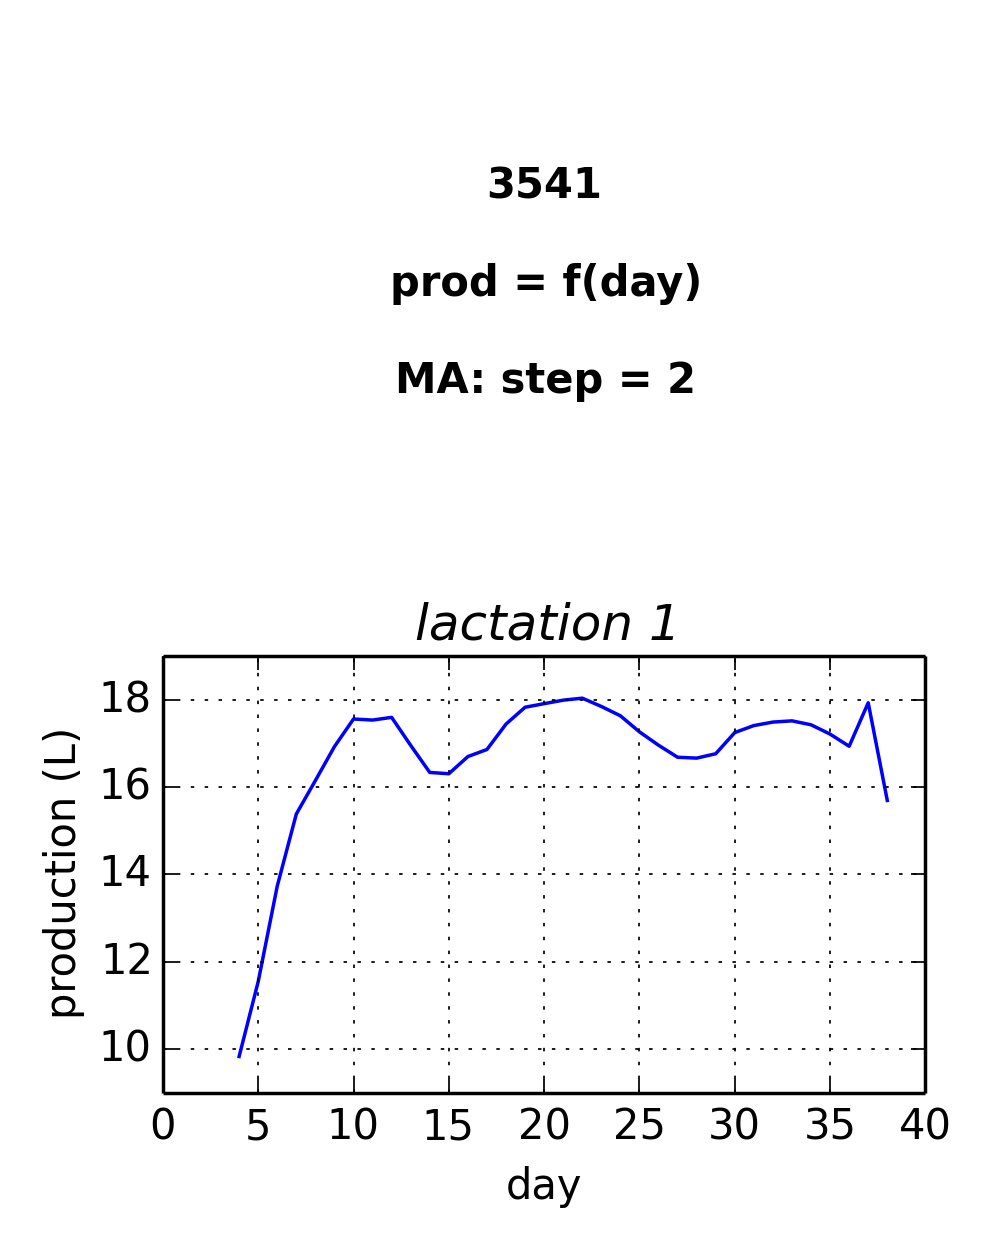 3541
prod = f(day)
MA: step = 2
lactation 1
18
16
14
12
10
production (L)
0 5 10 15 20 25 30 35 40
day